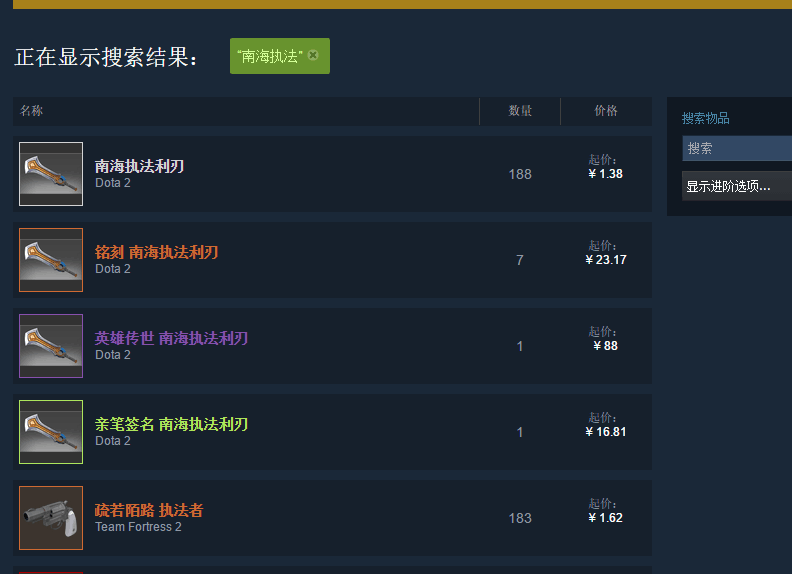 正在显示搜索结果：
"南海执法"
名称 数量 价格
南海执法利刃
Dota 2
188
起价：
¥ 1.38
铭刻 南海执法利刃
Dota 2
7
起价：
¥ 23.17
英雄传世 南海执法利刃
Dota 2
1
起价：
¥ 88
亲笔签名 南海执法利刃
Dota 2
1
起价：
¥ 16.81
疏若陌路 执法者
Team Fortress 2
183
起价：
¥ 1.62
搜索物品
搜索
显示进阶选项...